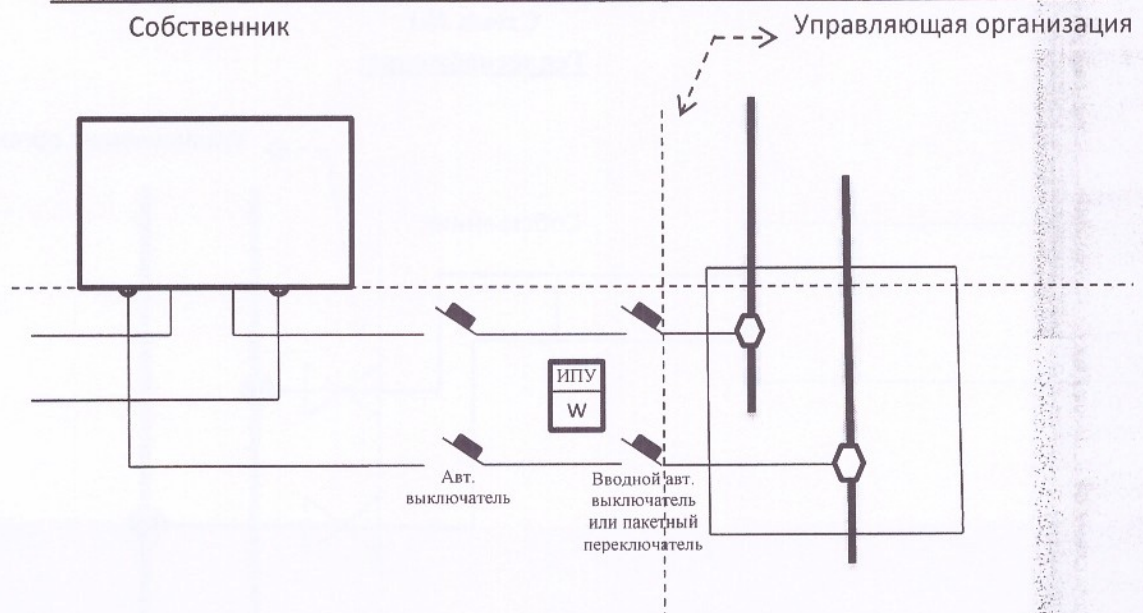 Собственник
Управляющая организация
ИПУ
W
Авт.
выключатель
Вводной авт.
выключатель
или пакетный
переключатель